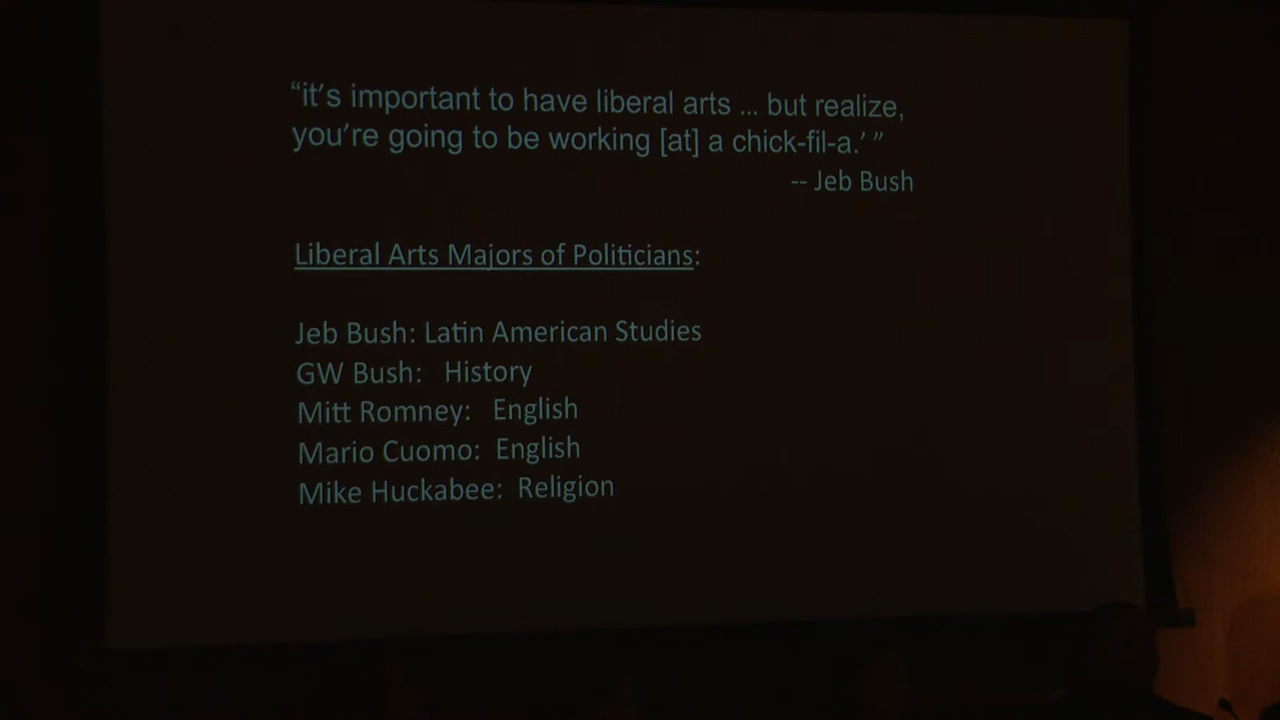 “it’s important to have liberal arts ... but realize,
you’re going to be working [at] a chick-fil-a.’ ”
-- Jeb Bush
Liberal Arts Majors of Politicians:
Jeb Bush: Latin American Studies
GW Bush: History
Mitt Romney: English
Mario Cuomo: English
Mike Huckabee: Religion